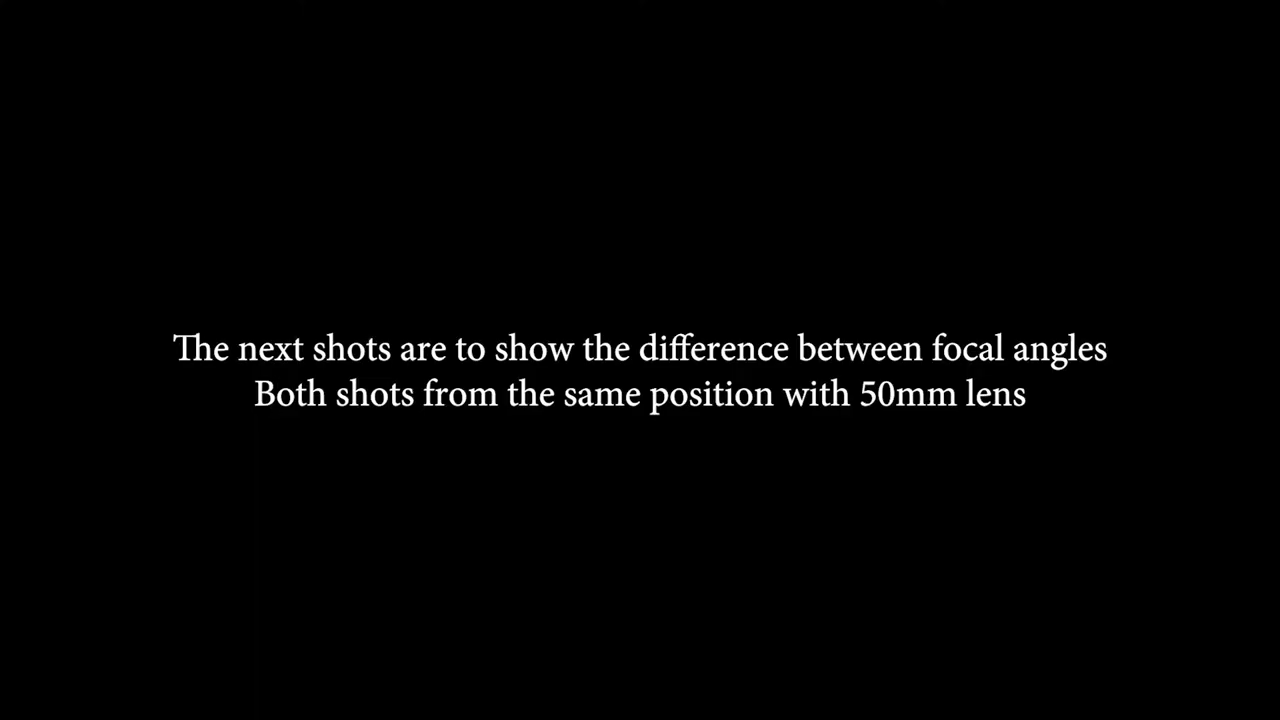 The next shots are to show the difference between focal angles
Both shots from the same position with 50mm lens